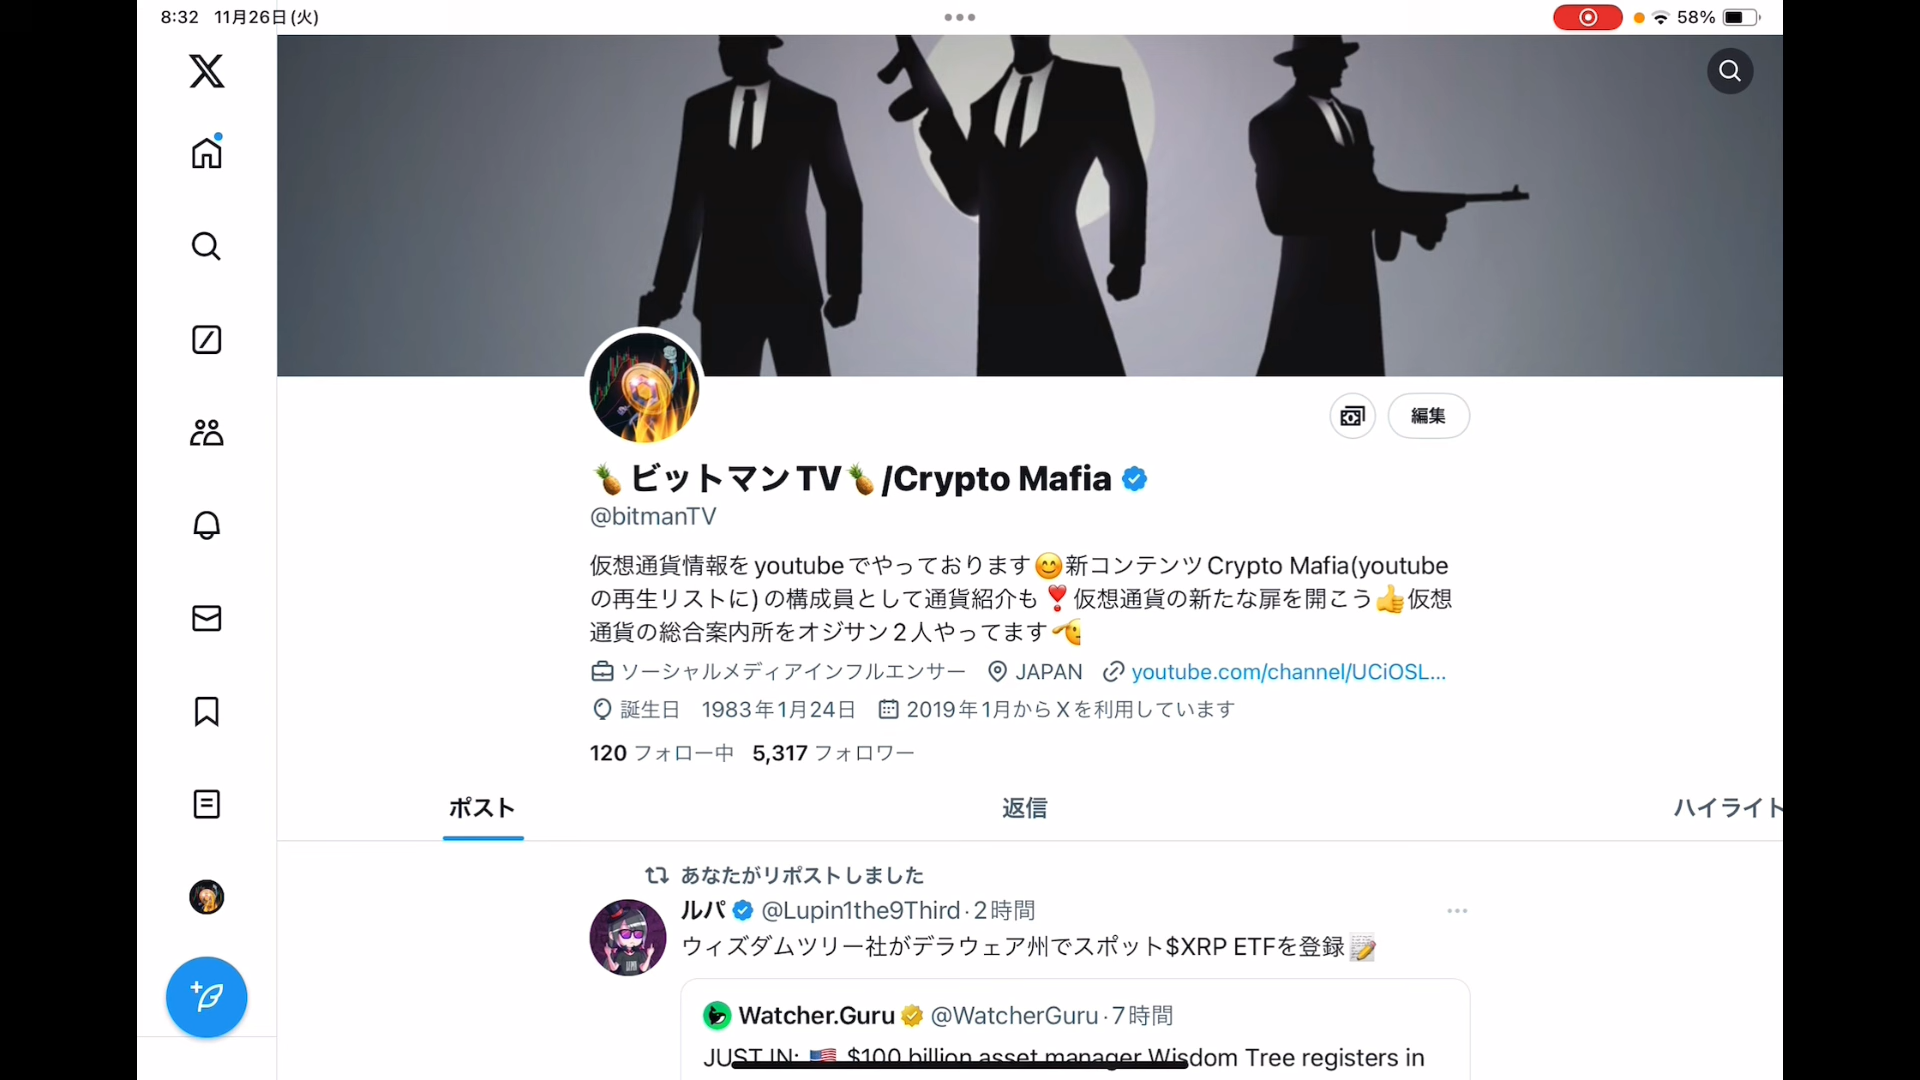 8:32 11月26日(火)
58%
編集
🍍ビットマンTV🍍/Crypto Mafia
@bitmanTV
仮想通貨情報をyoutubeでやっております😊新コンテンツCrypto Mafia(youtube
の再生リストに)の構成員として通貨紹介も❣️仮想通貨の新たな扉を開こう👍仮想
通貨の総合案内所をオジサン2人やってます🫡
ソーシャルメディアインフルエンサー JAPAN youtube.com/channel/UCiOSL...
誕生日 1983年1月24日 2019年1月からXを利用しています
120 フォロー中 5,317 フォロワー
ポスト 返信 ハイライト
あなたがリポストしました
ルパ @Lupin1the9Third·2時間
ウィズダムツリー社がデラウェア州でスポット$XRP ETFを登録📝
Watcher.Guru @WatcherGuru·7時間
JUST IN: 🇺🇸 $100 billion asset manager Wisdom Tree registers in